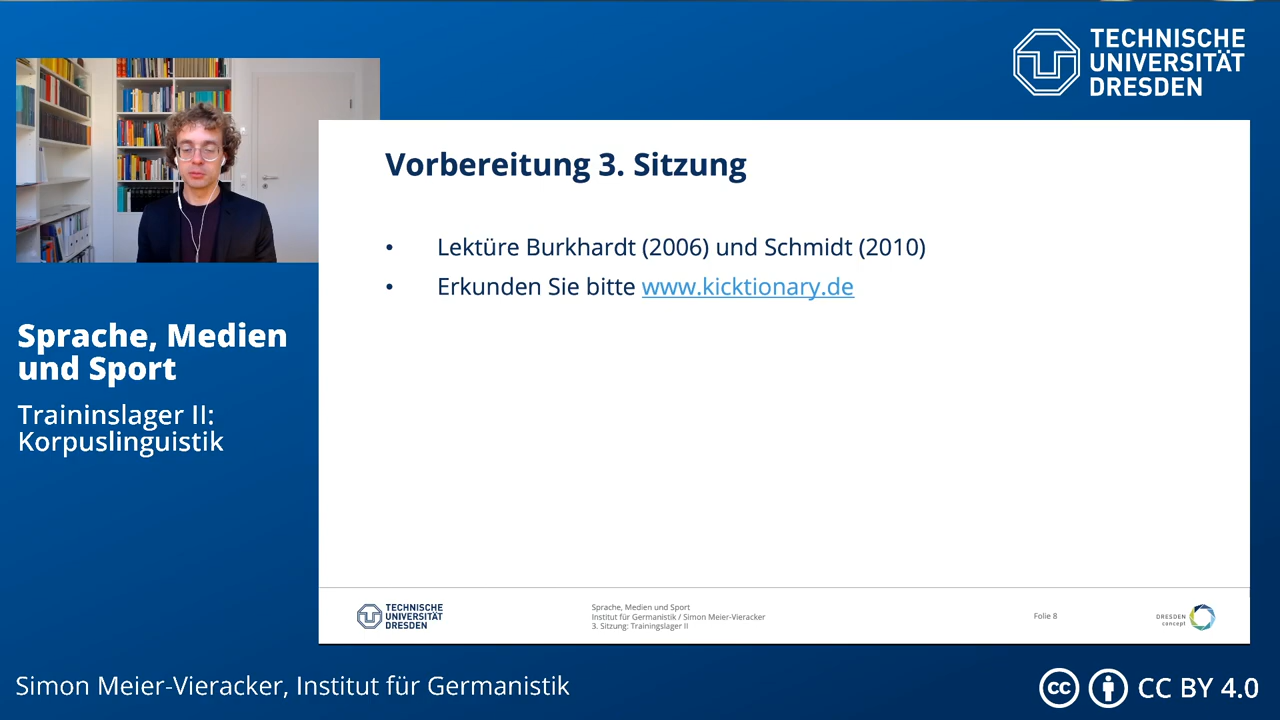 TECHNISCHE
UNIVERSITÄT
DRESDEN
Vorbereitung 3. Sitzung
• Lektüre Burkhardt (2006) und Schmidt (2010)
• Erkunden Sie bitte www.kicktionary.de
Sprache, Medien
und Sport
Traininslager II:
Korpuslinguistik
TECHNISCHE
UNIVERSITÄT
DRESDEN
Sprache, Medien und Sport
Institut für Germanistik / Simon Meier-Vieracker
3. Sitzung: Trainingslager II
Folie 8
DRESDEN
concept
Simon Meier-Vieracker, Institut für Germanistik
cc
CC BY 4.0